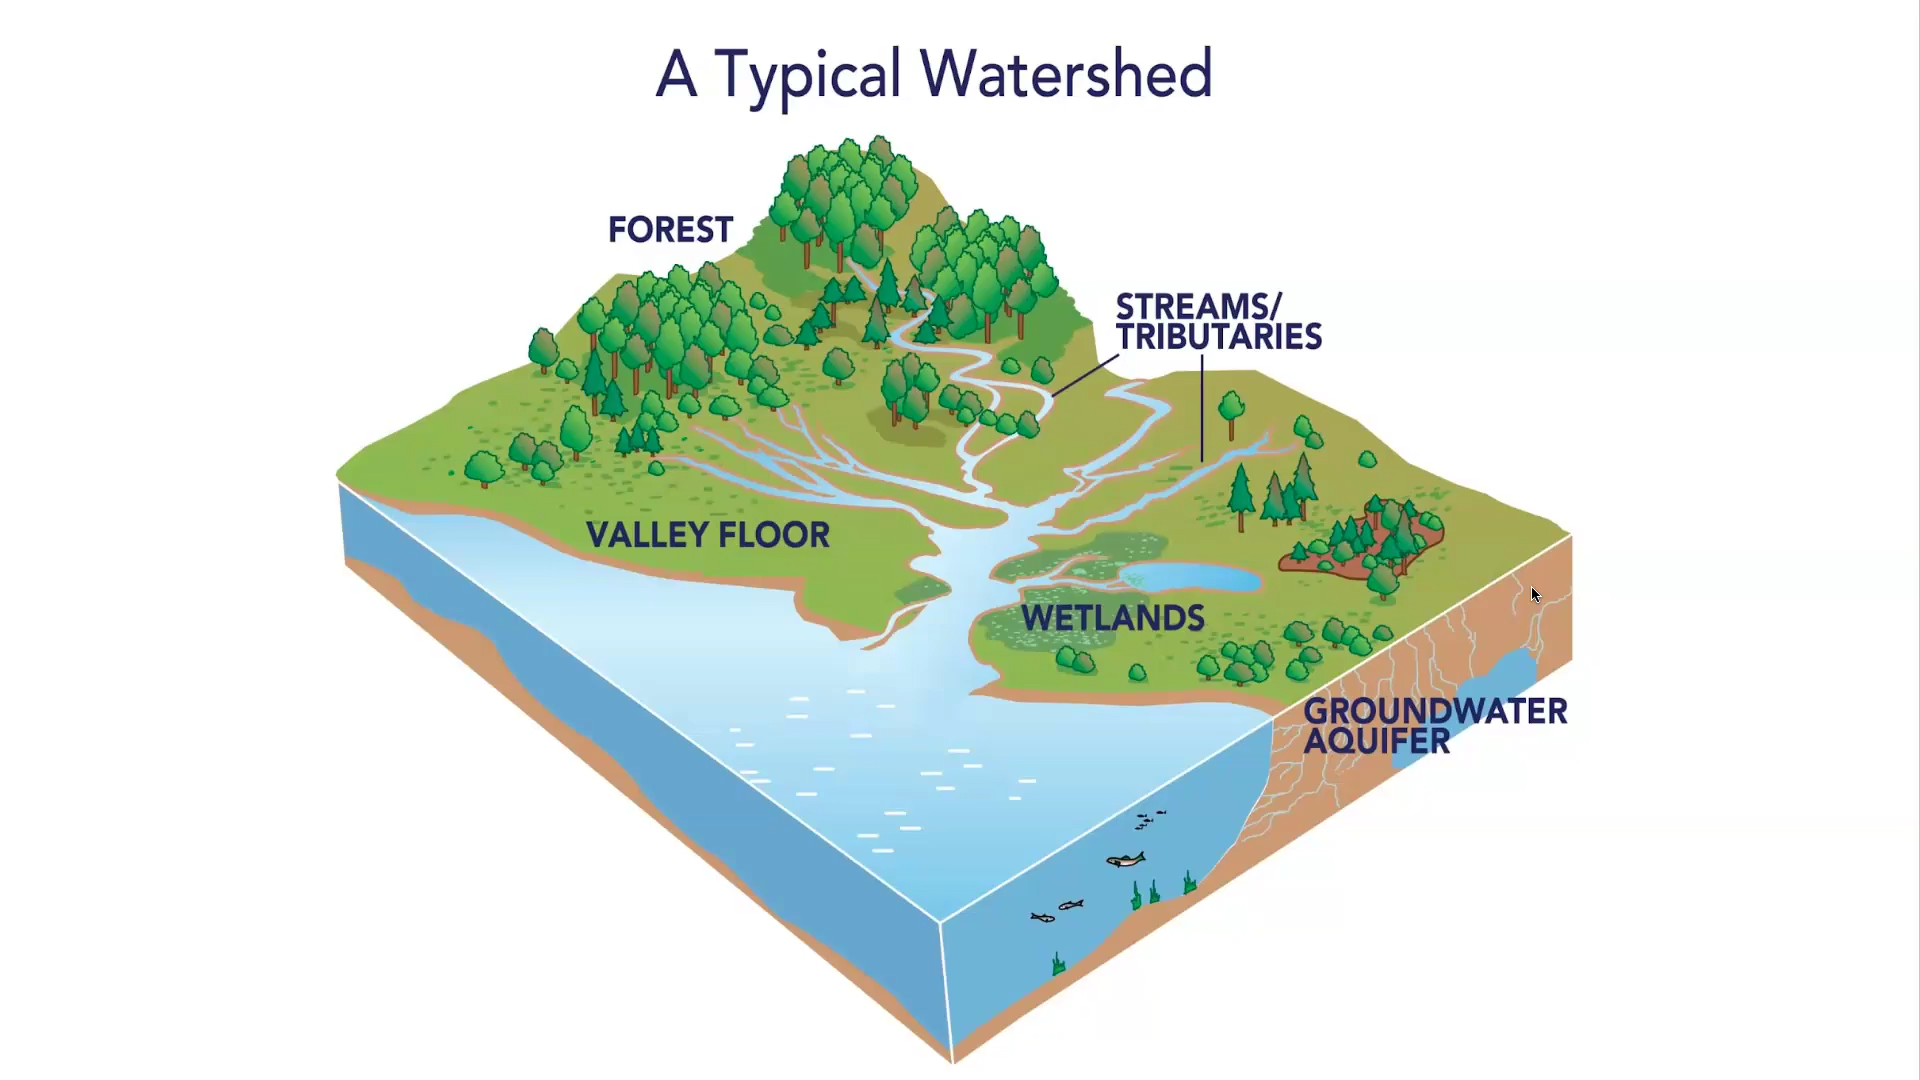 A Typical Watershed
FOREST
STREAMS/
TRIBUTARIES
VALLEY FLOOR
WETLANDS
GROUNDWATER
AQUIFER